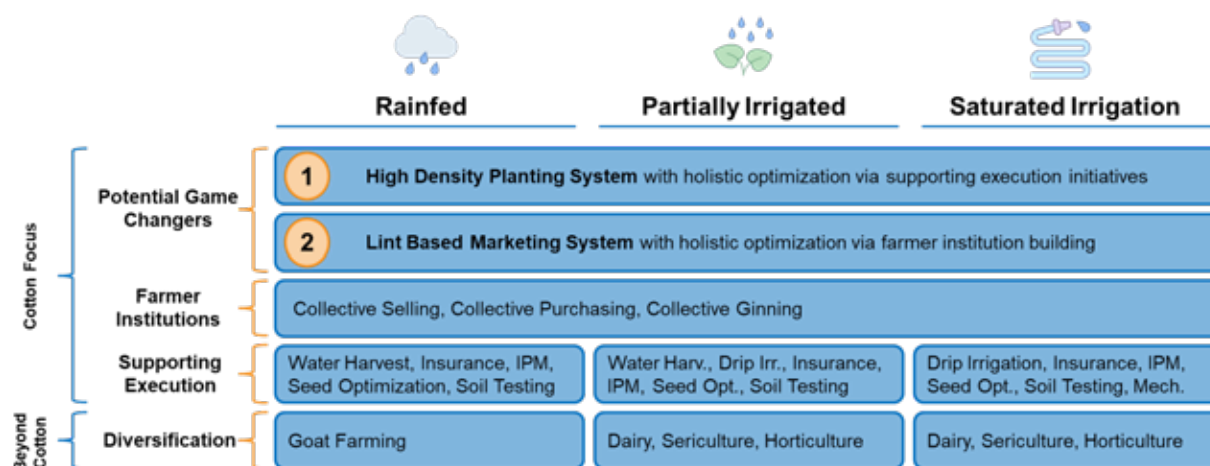 Rainfed
Partially Irrigated
Saturated Irrigation
Cotton Focus
Potential Game
Changers
1
High Density Planting System with holistic optimization via supporting execution initiatives
2
Lint Based Marketing System with holistic optimization via farmer institution building
Farmer
Institutions
Collective Selling, Collective Purchasing, Collective Ginning
Supporting
Execution
Water Harvest, Insurance, IPM,
Seed Optimization, Soil Testing
Water Harv., Drip Irr., Insurance,
IPM, Seed Opt., Soil Testing
Drip Irrigation, Insurance, IPM,
Seed Opt., Soil Testing, Mech.
Beyond
Cotton
Diversification
Goat Farming
Dairy, Sericulture, Horticulture
Dairy, Sericulture, Horticulture